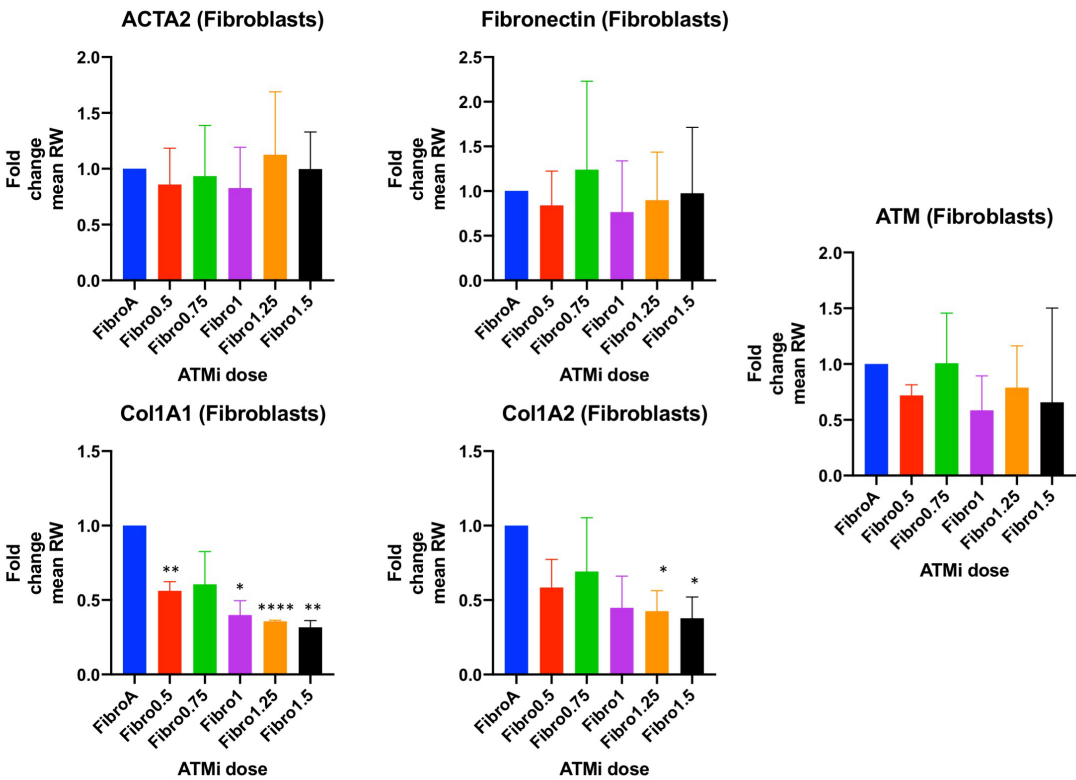 ACTA2 (Fibroblasts)
Fold
change
mean RW
2.0
1.5
1.0
0.5
0.0
FibroA
Fibro0.5
Fibro0.75
Fibro1
Fibro1.25
Fibro1.5
ATMi dose
Fibronectin (Fibroblasts)
Fold
change
mean RW
2.5
2.0
1.5
1.0
0.5
0.0
FibroA
Fibro0.5
Fibro0.75
Fibro1
Fibro1.25
Fibro1.5
ATMi dose
ATM (Fibroblasts)
Fold
change
mean RW
2.0
1.5
1.0
0.5
0.0
FibroA
Fibro0.5
Fibro0.75
Fibro1
Fibro1.25
Fibro1.5
ATMi dose
Col1A1 (Fibroblasts)
Fold
change
mean RW
1.5
1.0
0.5
0.0
**
*
****
**
FibroA
Fibro0.5
Fibro0.75
Fibro1
Fibro1.25
Fibro1.5
ATMi dose
Col1A2 (Fibroblasts)
Fold
change
mean RW
1.5
1.0
0.5
0.0
*
*
FibroA
Fibro0.5
Fibro0.75
Fibro1
Fibro1.25
Fibro1.5
ATMi dose